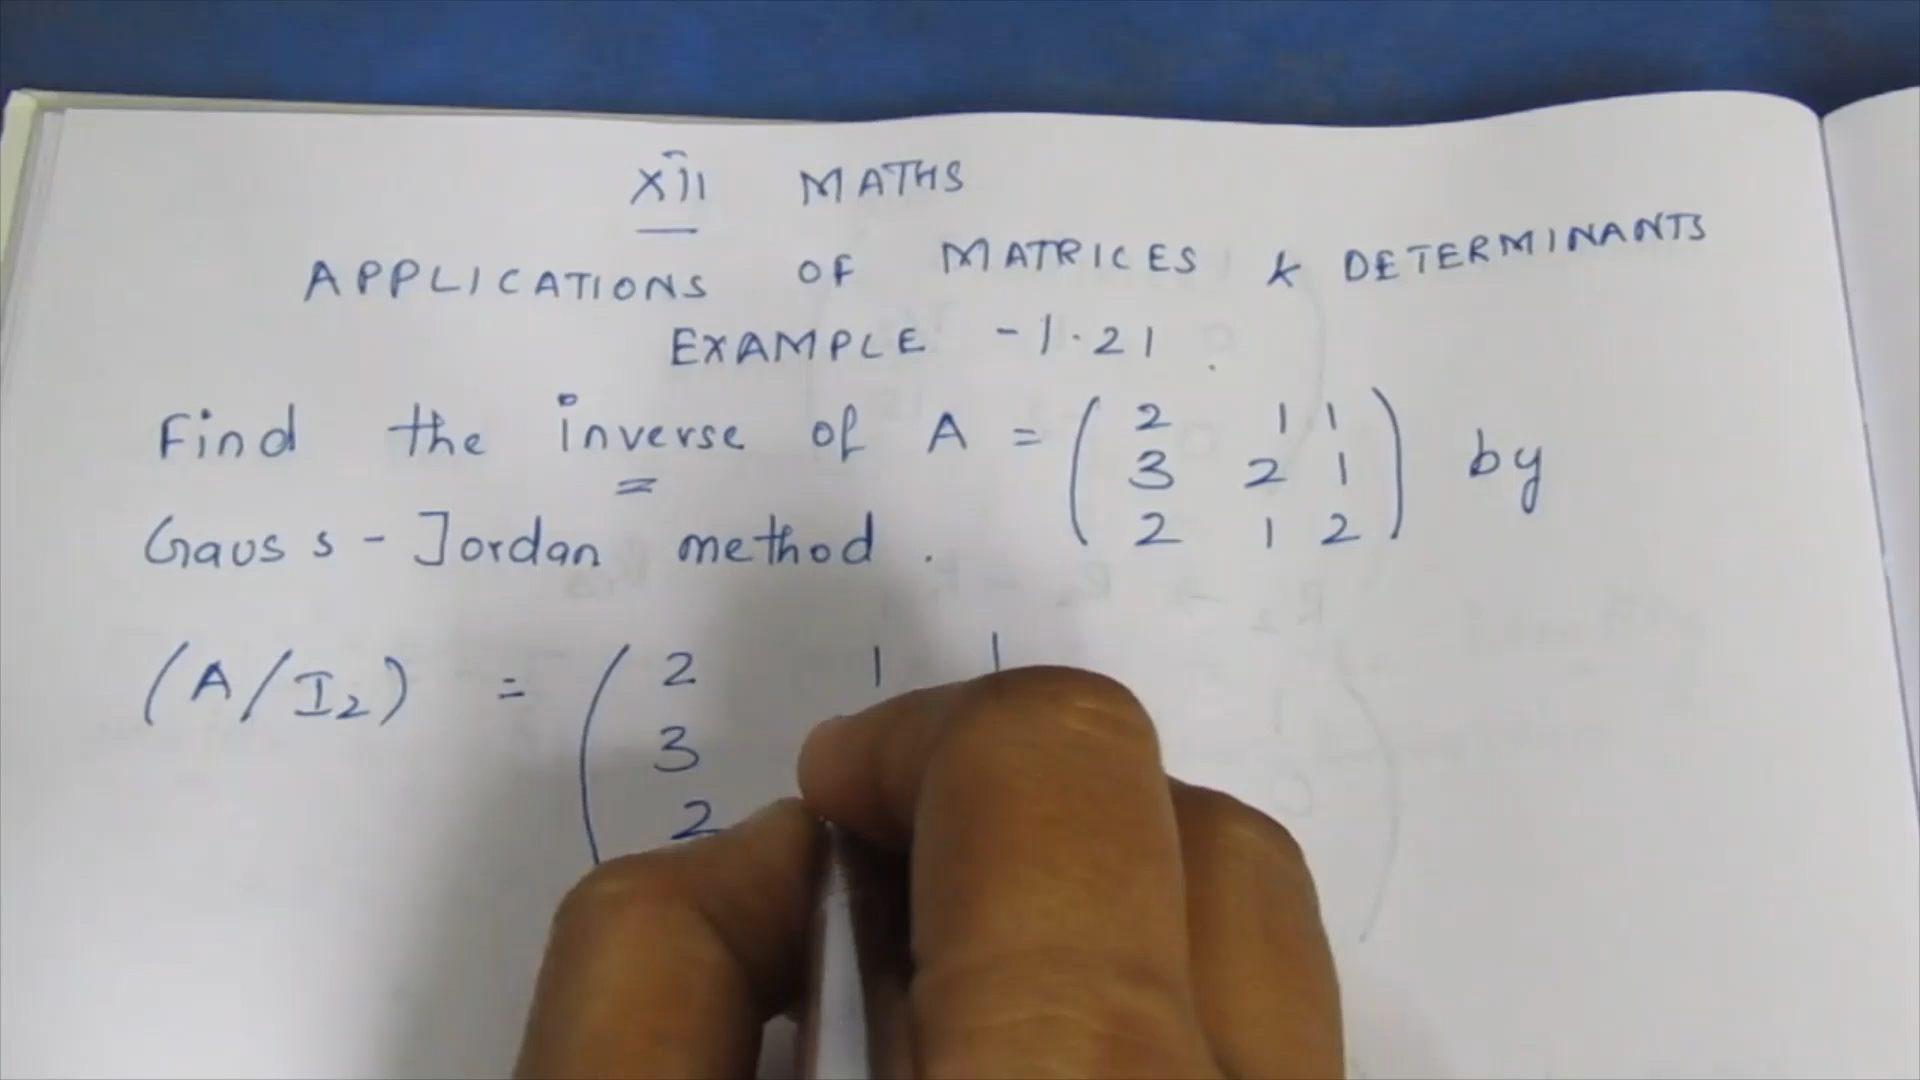 XII MATHS
APPLICATIONS OF MATRICES & DETERMINANTS
EXAMPLE - 1.21
Find the inverse of A = ( 2 1 1
3 2 1
2 1 2 ) by
Gauss - Jordan method .
(A/I2) = ( 2 1 1
3
2